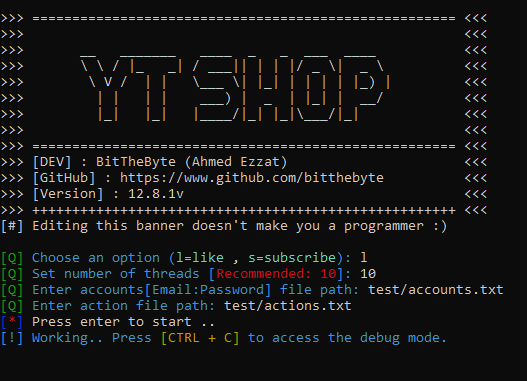 >>> ===================================================== <<<
>>> <<<
>>> YT SHOP <<<
>>> <<<
>>> ===================================================== <<<
>>> [DEV] : BitTheByte (Ahmed Ezzat) <<<
>>> [GitHub] : https://www.github.com/bitthebyte <<<
>>> [Version] : 12.8.1v <<<
>>> +++++++++++++++++++++++++++++++++++++++++++++++++++++ <<<
[#] Editing this banner doesn't make you a programmer :)
[Q] Choose an option (l=like , s=subscribe): l
[Q] Set number of threads [Recommended: 10]: 10
[Q] Enter accounts[Email:Password] file path: test/accounts.txt
[Q] Enter action file path: test/actions.txt
[*] Press enter to start ..
[!] Working.. Press [CTRL + C] to access the debug mode.